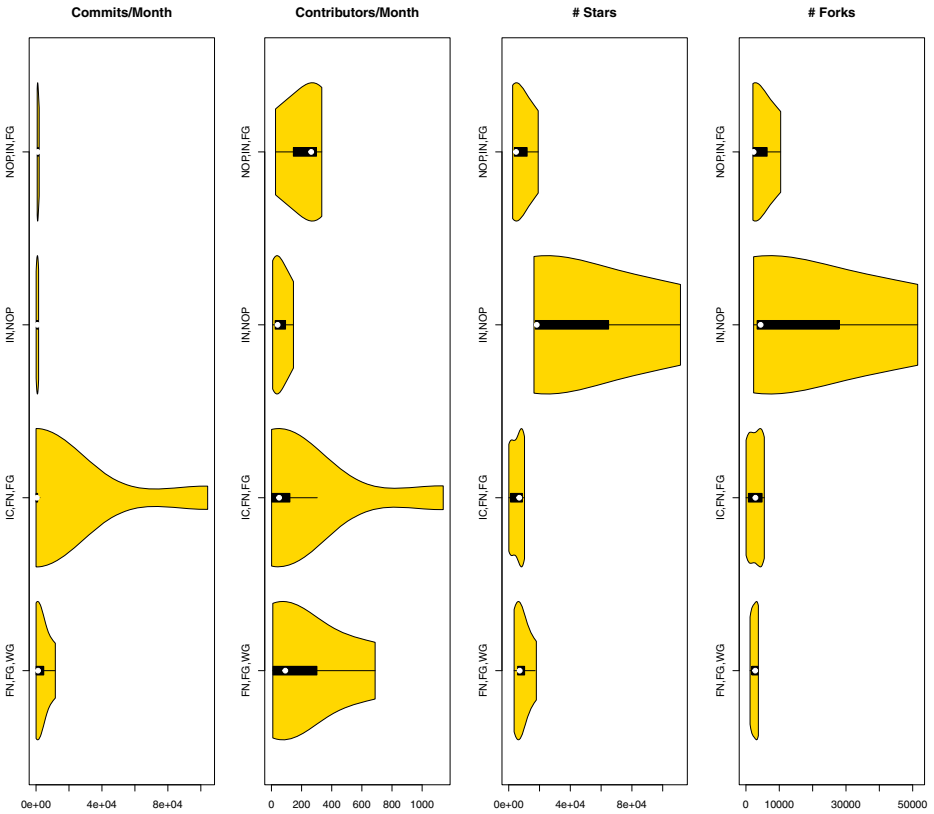 Commits/Month
NOP,IN,FG
IN,NOP
IC,FN,FG
FN,FG,WG
0e+00 4e+04 8e+04
Contributors/Month
NOP,IN,FG
IN,NOP
IC,FN,FG
FN,FG,WG
0 200 400 600 800 1000
# Stars
NOP,IN,FG
IN,NOP
IC,FN,FG
FN,FG,WG
0e+00 4e+04 8e+04
# Forks
NOP,IN,FG
IN,NOP
IC,FN,FG
FN,FG,WG
0 10000 30000 50000